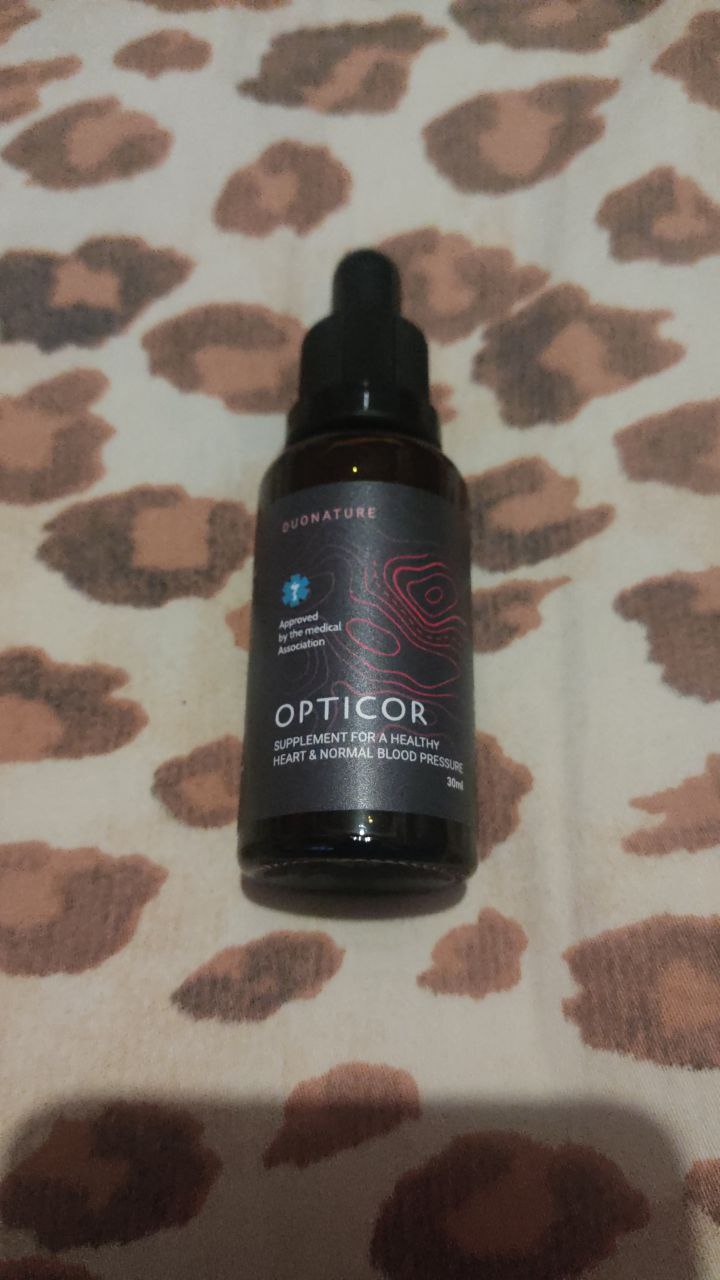 DUONATURE
Approved
by the medical
Association
OPTICOR
SUPPLEMENT FOR A HEALTHY
HEART & NORMAL BLOOD PRESSURE
30ml